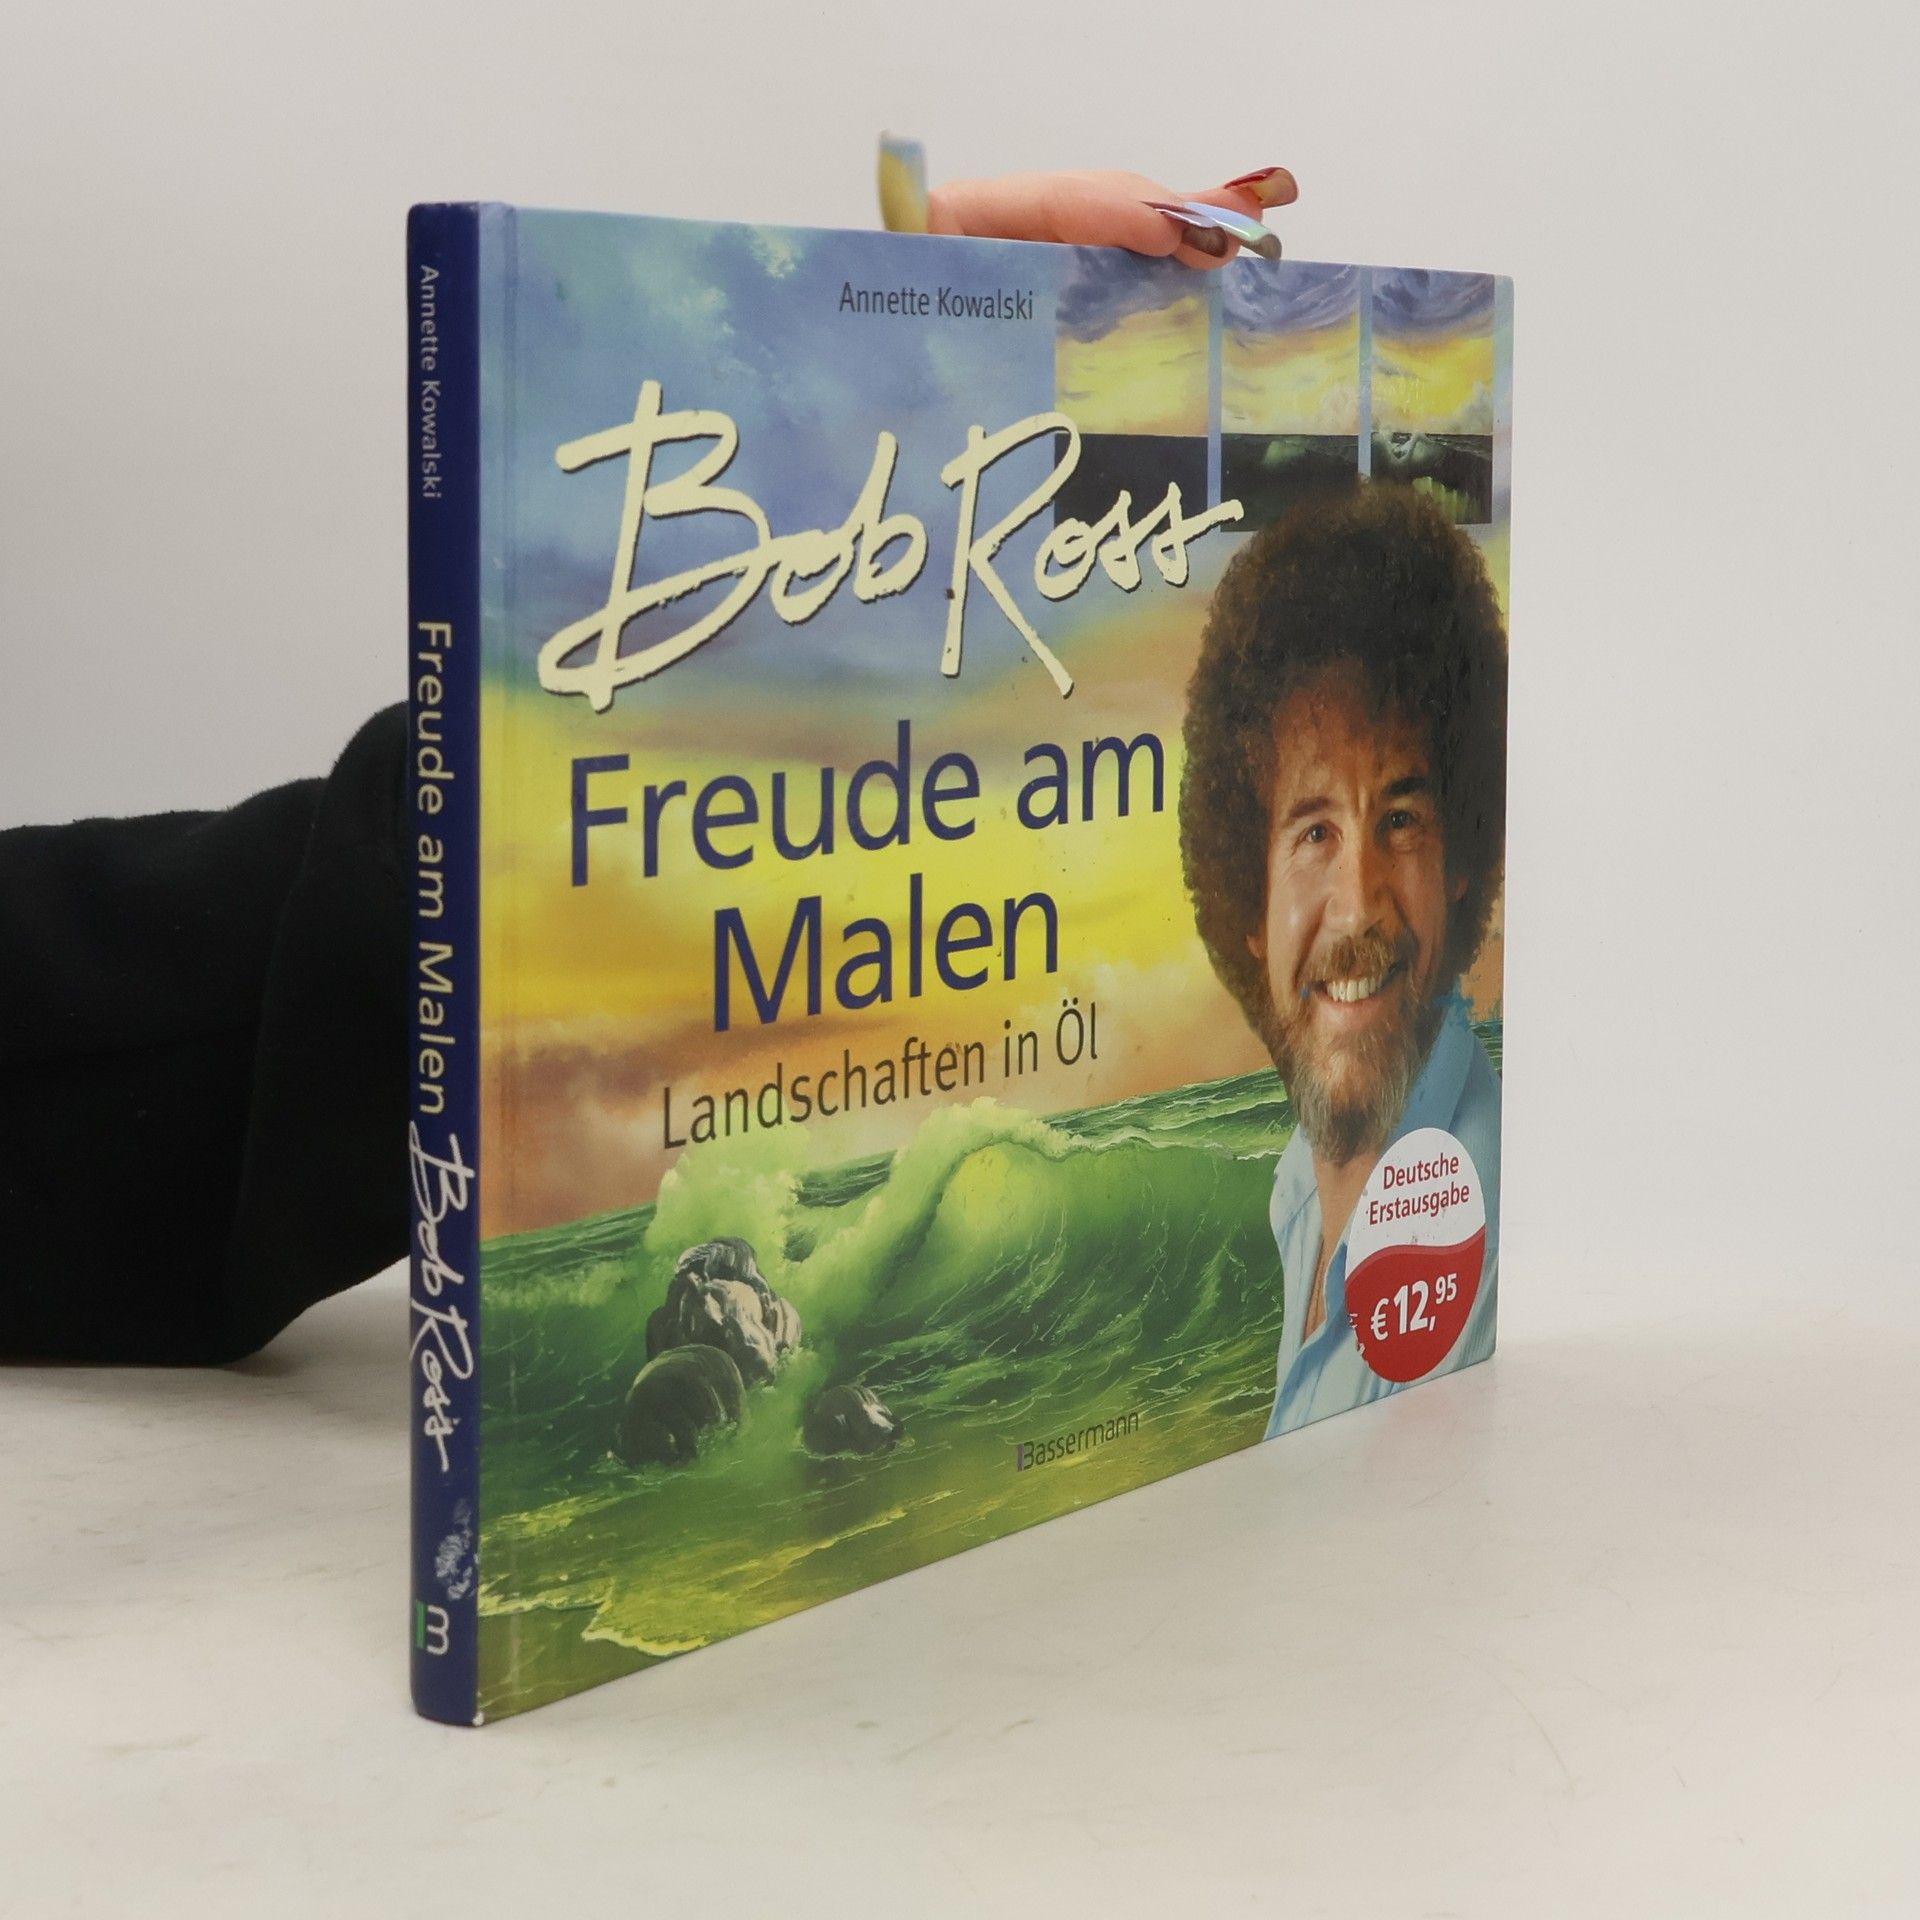 Annette Kowalski
Bob Ross
Freude am
Malen
Landschaften in Öl
Deutsche
Erstausgabe
€ 12,95
Bassermann
Annette Kowalski
Freude am Malen
Bob Ross